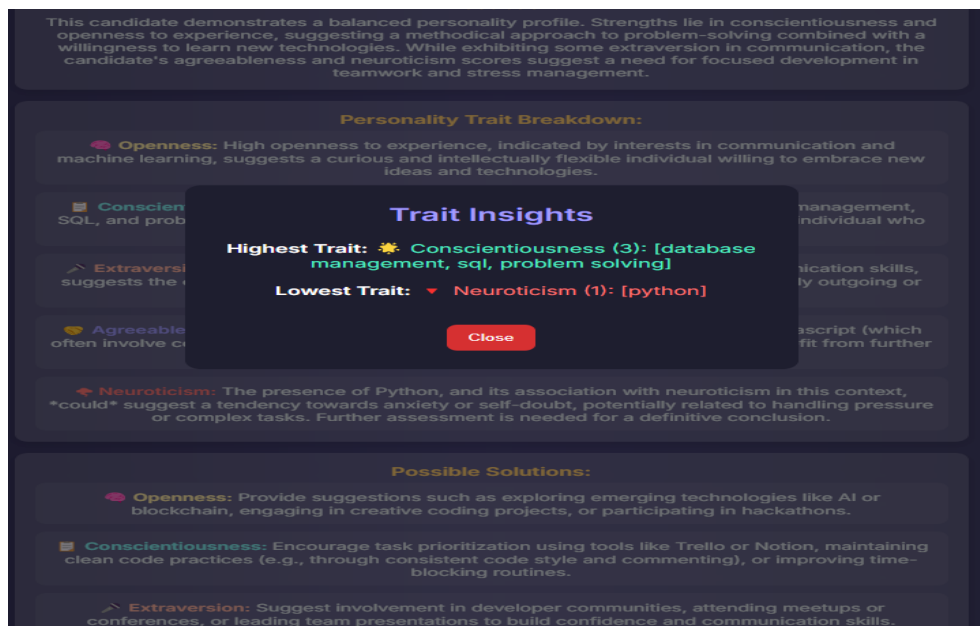 This candidate demonstrates a balanced personality profile. Strengths lie in conscientiousness and
openness to experience, suggesting a methodical approach to problem-solving combined with a
willingness to learn new technologies. While exhibiting some extraversion in communication, the
candidate's agreeableness and neuroticism scores suggest a need for focused development in
teamwork and stress management.
Personality Trait Breakdown:
Openness: High openness to experience, indicated by interests in communication and
machine learning, suggests a curious and intellectually flexible individual willing to embrace new
ideas and technologies.
Conscien
nanagement,
SQL, and prob
ndividual who
Trait Insights
Highest Trait: 🌟 Conscientiousness (3): [database
management, sql, problem solving]
Lowest Trait: 🔻 Neuroticism (1): [python]
Close
Extraversi
nication skills,
suggests the
ly outgoing or
Agreeable
ascript (which
often involve c
fit from further
Neuroticism: The presence of Python, and its association with neuroticism in this context,
*could* suggest a tendency towards anxiety or self-doubt, potentially related to handling pressure
or complex tasks. Further assessment is needed for a definitive conclusion.
Possible Solutions:
Openness: Provide suggestions such as exploring emerging technologies like AI or
blockchain, engaging in creative coding projects, or participating in hackathons.
Conscientiousness: Encourage task prioritization using tools like Trello or Notion, maintaining
clean code practices (e.g., through consistent code style and commenting), or improving time-
blocking routines.
Extraversion: Suggest involvement in developer communities, attending meetups or
conferences, or leading team presentations to build confidence and communication skills.